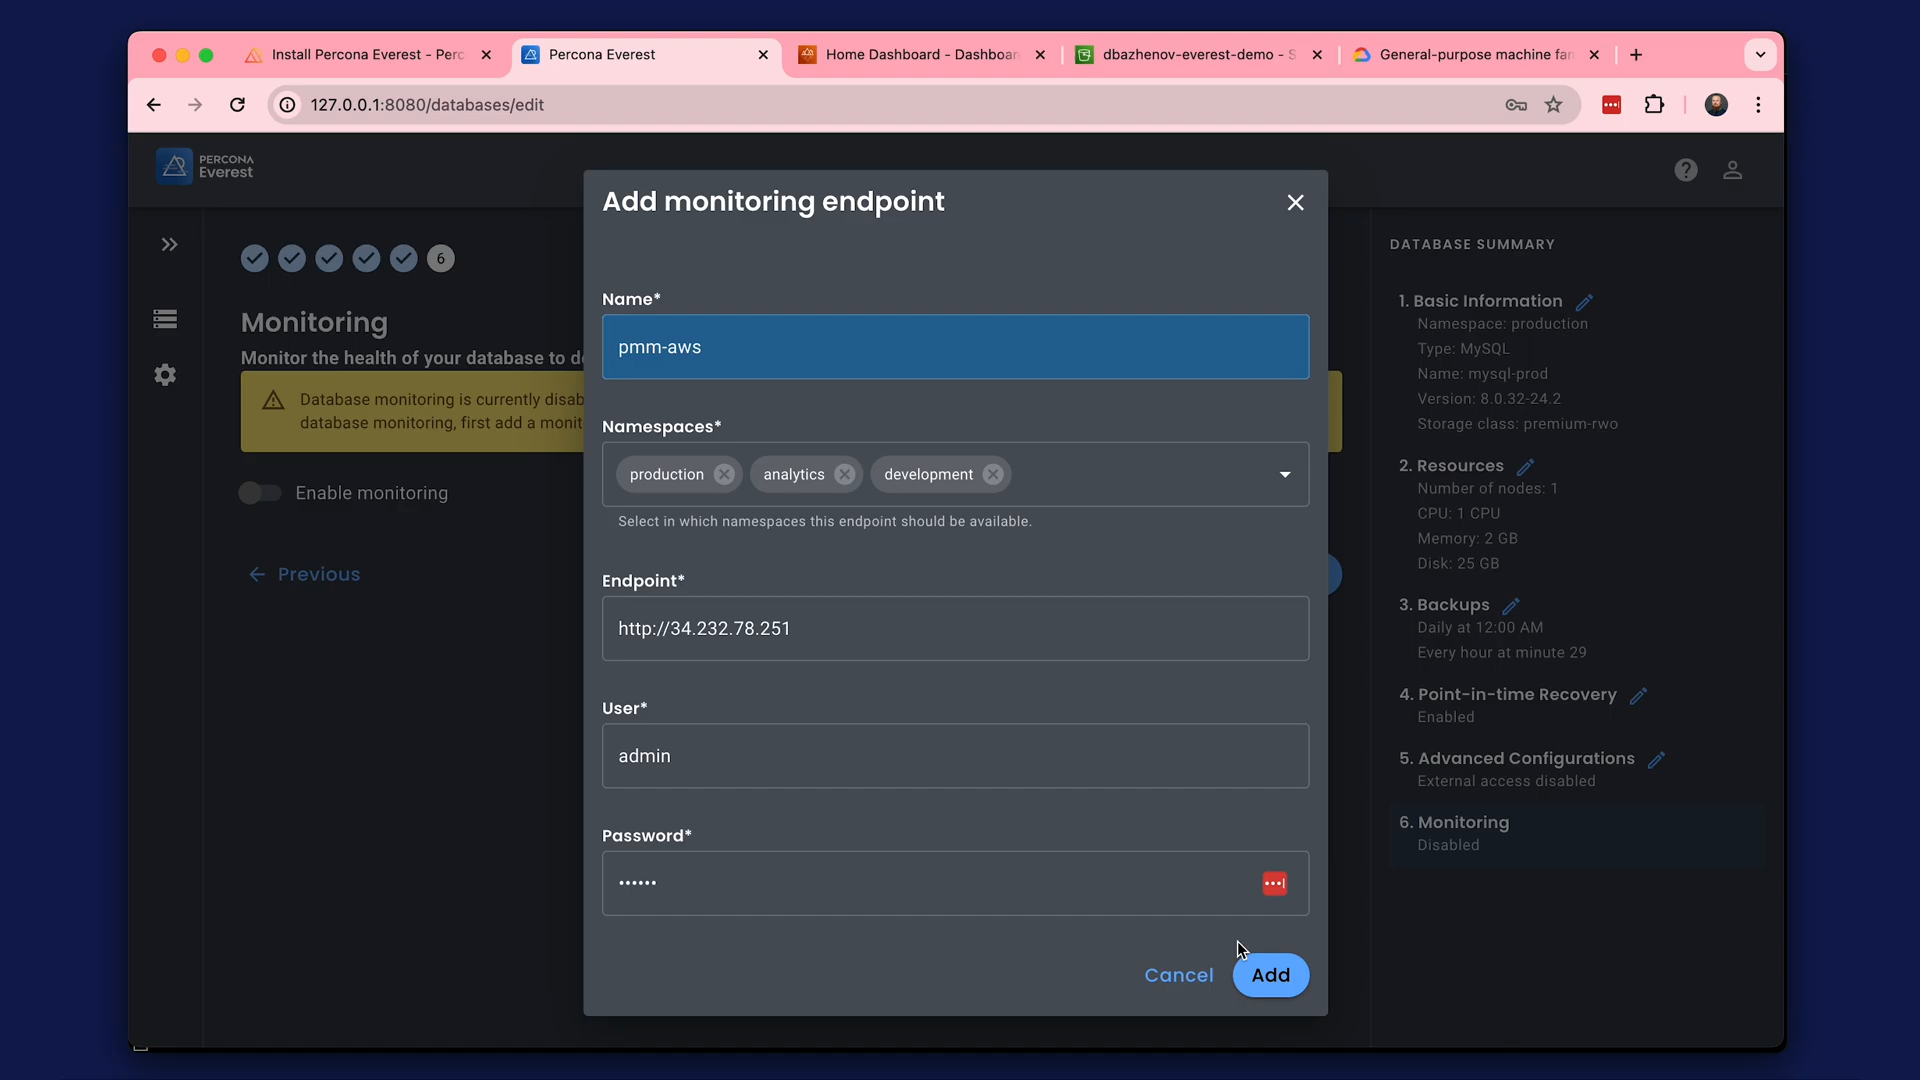 Install Percona Everest - Perc
Percona Everest
Home Dashboard - Dashboar
dbazhenov-everest-demo - S
General-purpose machine fan
127.0.0.1:8080/databases/edit
PERCONA
Everest
6
Monitoring
Monitor the health of your database to de
Database monitoring is currently disab
database monitoring, first add a monit
Enable monitoring
Previous
Add monitoring endpoint
Name*
pmm-aws
Namespaces*
production
analytics
development
Select in which namespaces this endpoint should be available.
Endpoint*
http://34.232.78.251
User*
admin
Password*
••••••
Cancel
Add
DATABASE SUMMARY
1. Basic Information
Namespace: production
Type: MySQL
Name: mysql-prod
Version: 8.0.32-24.2
Storage class: premium-rwo
2. Resources
Number of nodes: 1
CPU: 1 CPU
Memory: 2 GB
Disk: 25 GB
3. Backups
Daily at 12:00 AM
Every hour at minute 29
4. Point-in-time Recovery
Enabled
5. Advanced Configurations
External access disabled
6. Monitoring
Disabled